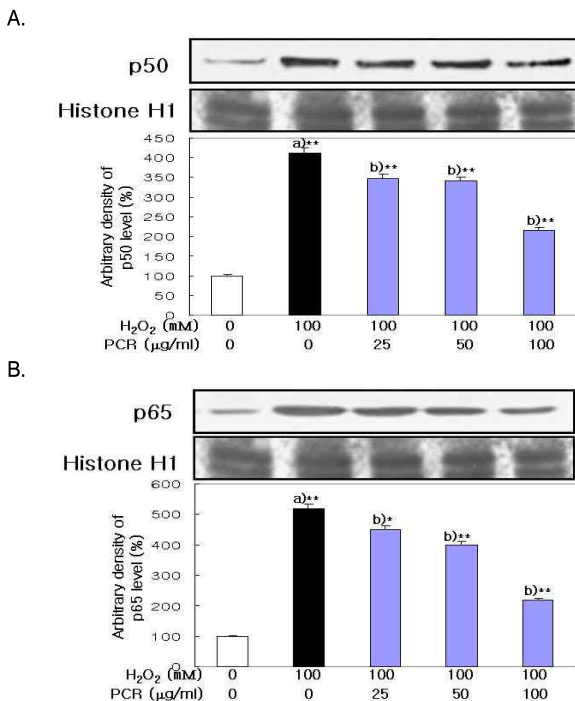 A.
p50
Histone H1
Arbitrary density of
p50 level (%)
450
400
350
300
250
200
150
100
50
0
a)**
b)**
b)**
b)**
H₂O₂ (mM) 0 100 100 100 100
PCR (μg/ml) 0 0 25 50 100
B.
p65
Histone H1
Arbitrary density of
p65 level (%)
600
500
400
300
200
100
0
a)**
b)*
b)**
b)**
H₂O₂ (mM) 0 100 100 100 100
PCR (μg/ml) 0 0 25 50 100